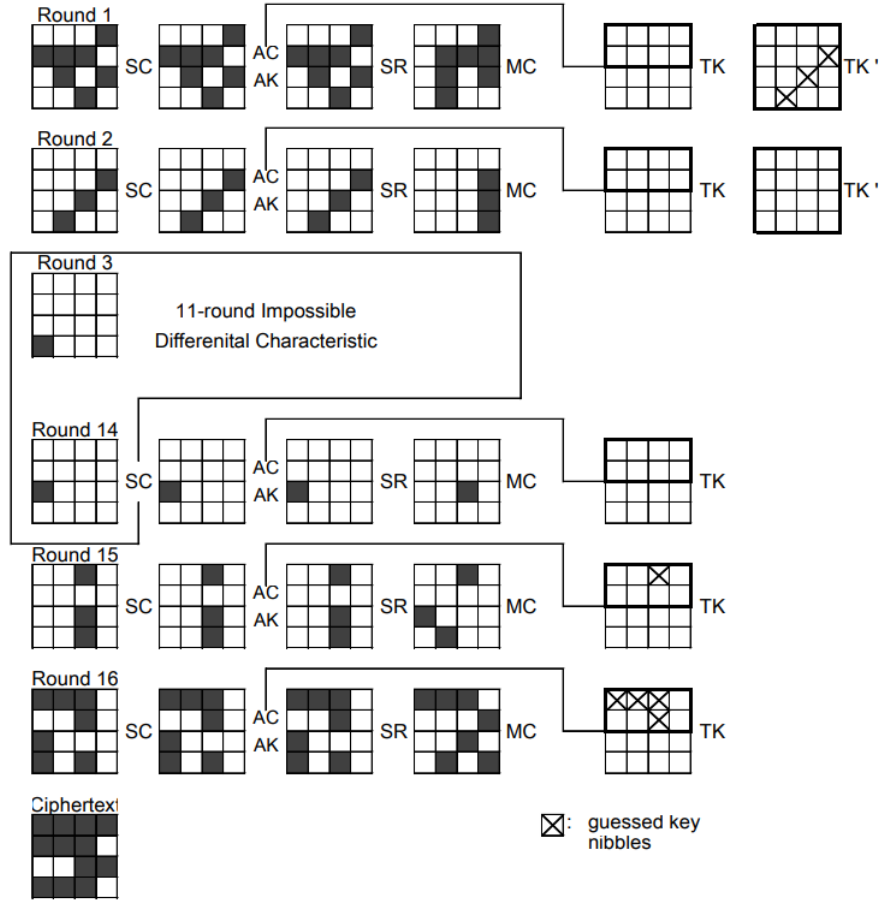 Round 1
SC AC AK SR MC TK TK '
Round 2
SC AC AK SR MC TK TK '
Round 3
11-round Impossible
Differenital Characteristic
Round 14
SC AC AK SR MC TK
Round 15
SC AC AK SR MC TK
Round 16
SC AC AK SR MC TK
Ciphertext
: guessed key
nibbles